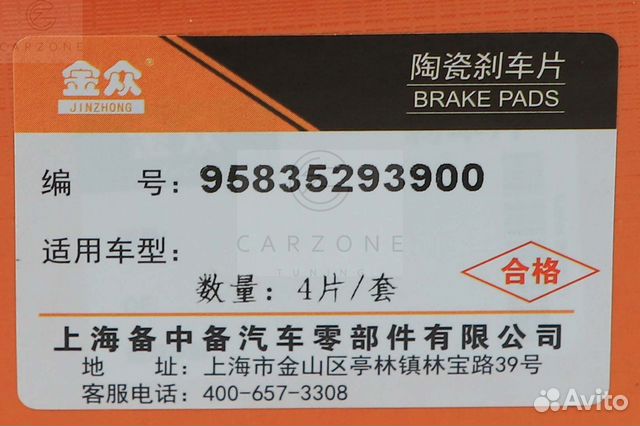 CARZONE
金众®
JINZHONG
陶瓷刹车片
BRAKE PADS
编 号：95835293900
适用车型：
CARZONE
TUNING
合格
数量：4片/套
上海备中备汽车零部件有限公司
地 址：上海市金山区亭林镇林宝路39号
客服电话：400-657-3308
Avito